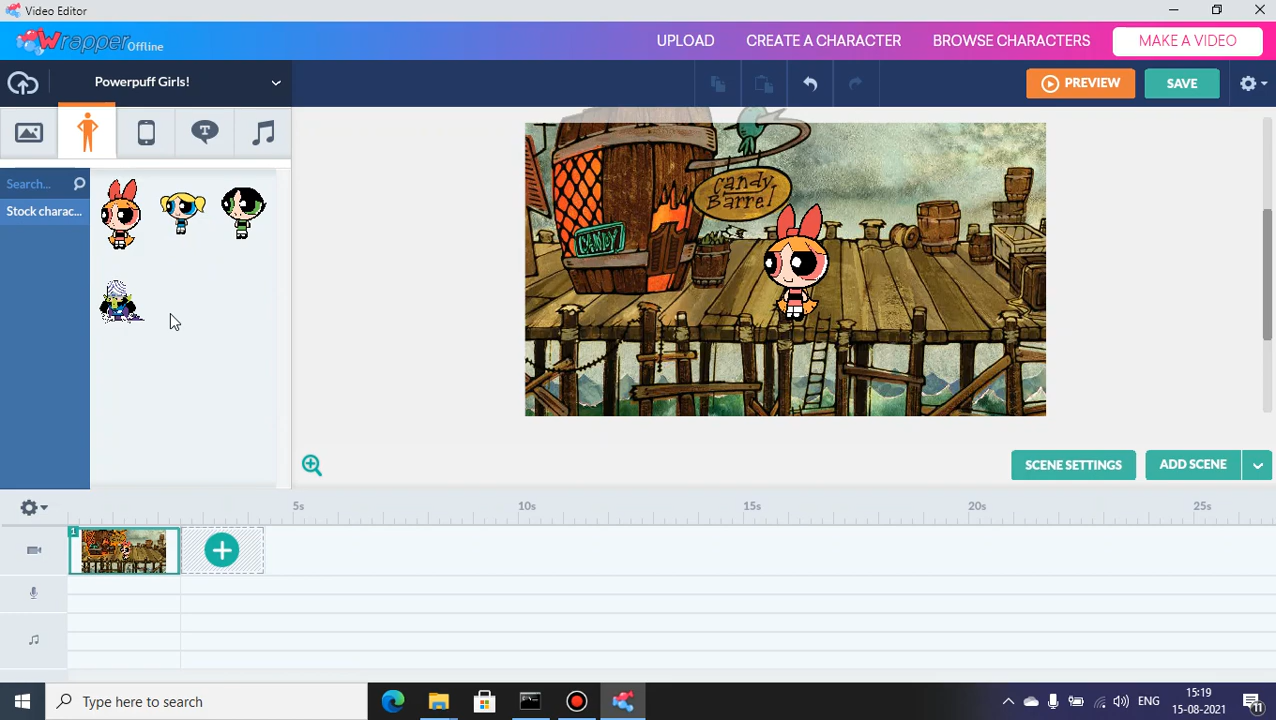 Video Editor
Wrapper Offline
UPLOAD
CREATE A CHARACTER
BROWSE CHARACTERS
MAKE A VIDEO
Powerpuff Girls!
PREVIEW
SAVE
T
Search...
Stock charac...
Candy Barrel
CANDY
SCENE SETTINGS
ADD SCENE
5s
10s
15s
20s
25s
1
Type here to search
ENG
15:19
15-08-2021
11